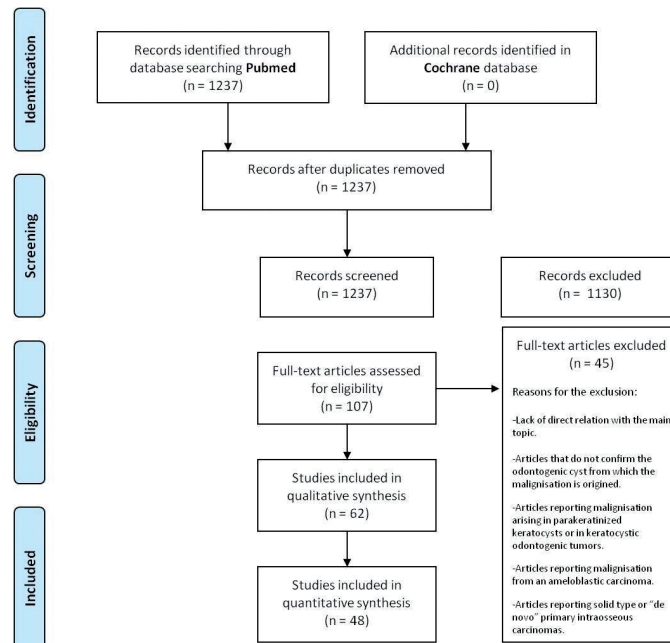 Identification
Records identified through
database searching Pubmed
(n = 1237)
Additional records identified in
Cochrane database
(n = 0)
Records after duplicates removed
(n = 1237)
Screening
Records screened
(n = 1237)
Records excluded
(n = 1130)
Eligibility
Full-text articles assessed
for eligibility
(n = 107)
Full-text articles excluded
(n = 45)
Reasons for the exclusion:
-Lack of direct relation with the main
topic.
-Articles that do not confirm the
odontogenic cyst from which the
malignisation is origined.
-Articles reporting malignisation
arising in parakeratinized
keratocysts or in keratocystic
odontogenic tumors.
-Articles reporting malignisation
from an ameloblastic carcinoma.
-Articles reporting solid type or “de
novo” primary intraosseous
carcinomas.
Studies included in
qualitative synthesis
(n = 62)
Included
Studies included in
quantitative synthesis
(n = 48)